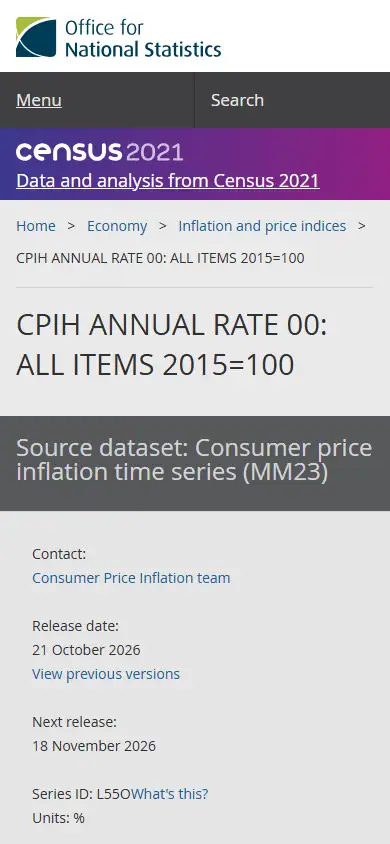 Office for
National Statistics
Menu
Search
census 2021
Data and analysis from Census 2021
Home > Economy > Inflation and price indices >
CPIH ANNUAL RATE 00: ALL ITEMS 2015=100
CPIH ANNUAL RATE 00:
ALL ITEMS 2015=100
Source dataset: Consumer price
inflation time series (MM23)
Contact:
Consumer Price Inflation team
Release date:
21 October 2026
View previous versions
Next release:
18 November 2026
Series ID: L55OWhat's this?
Units: %